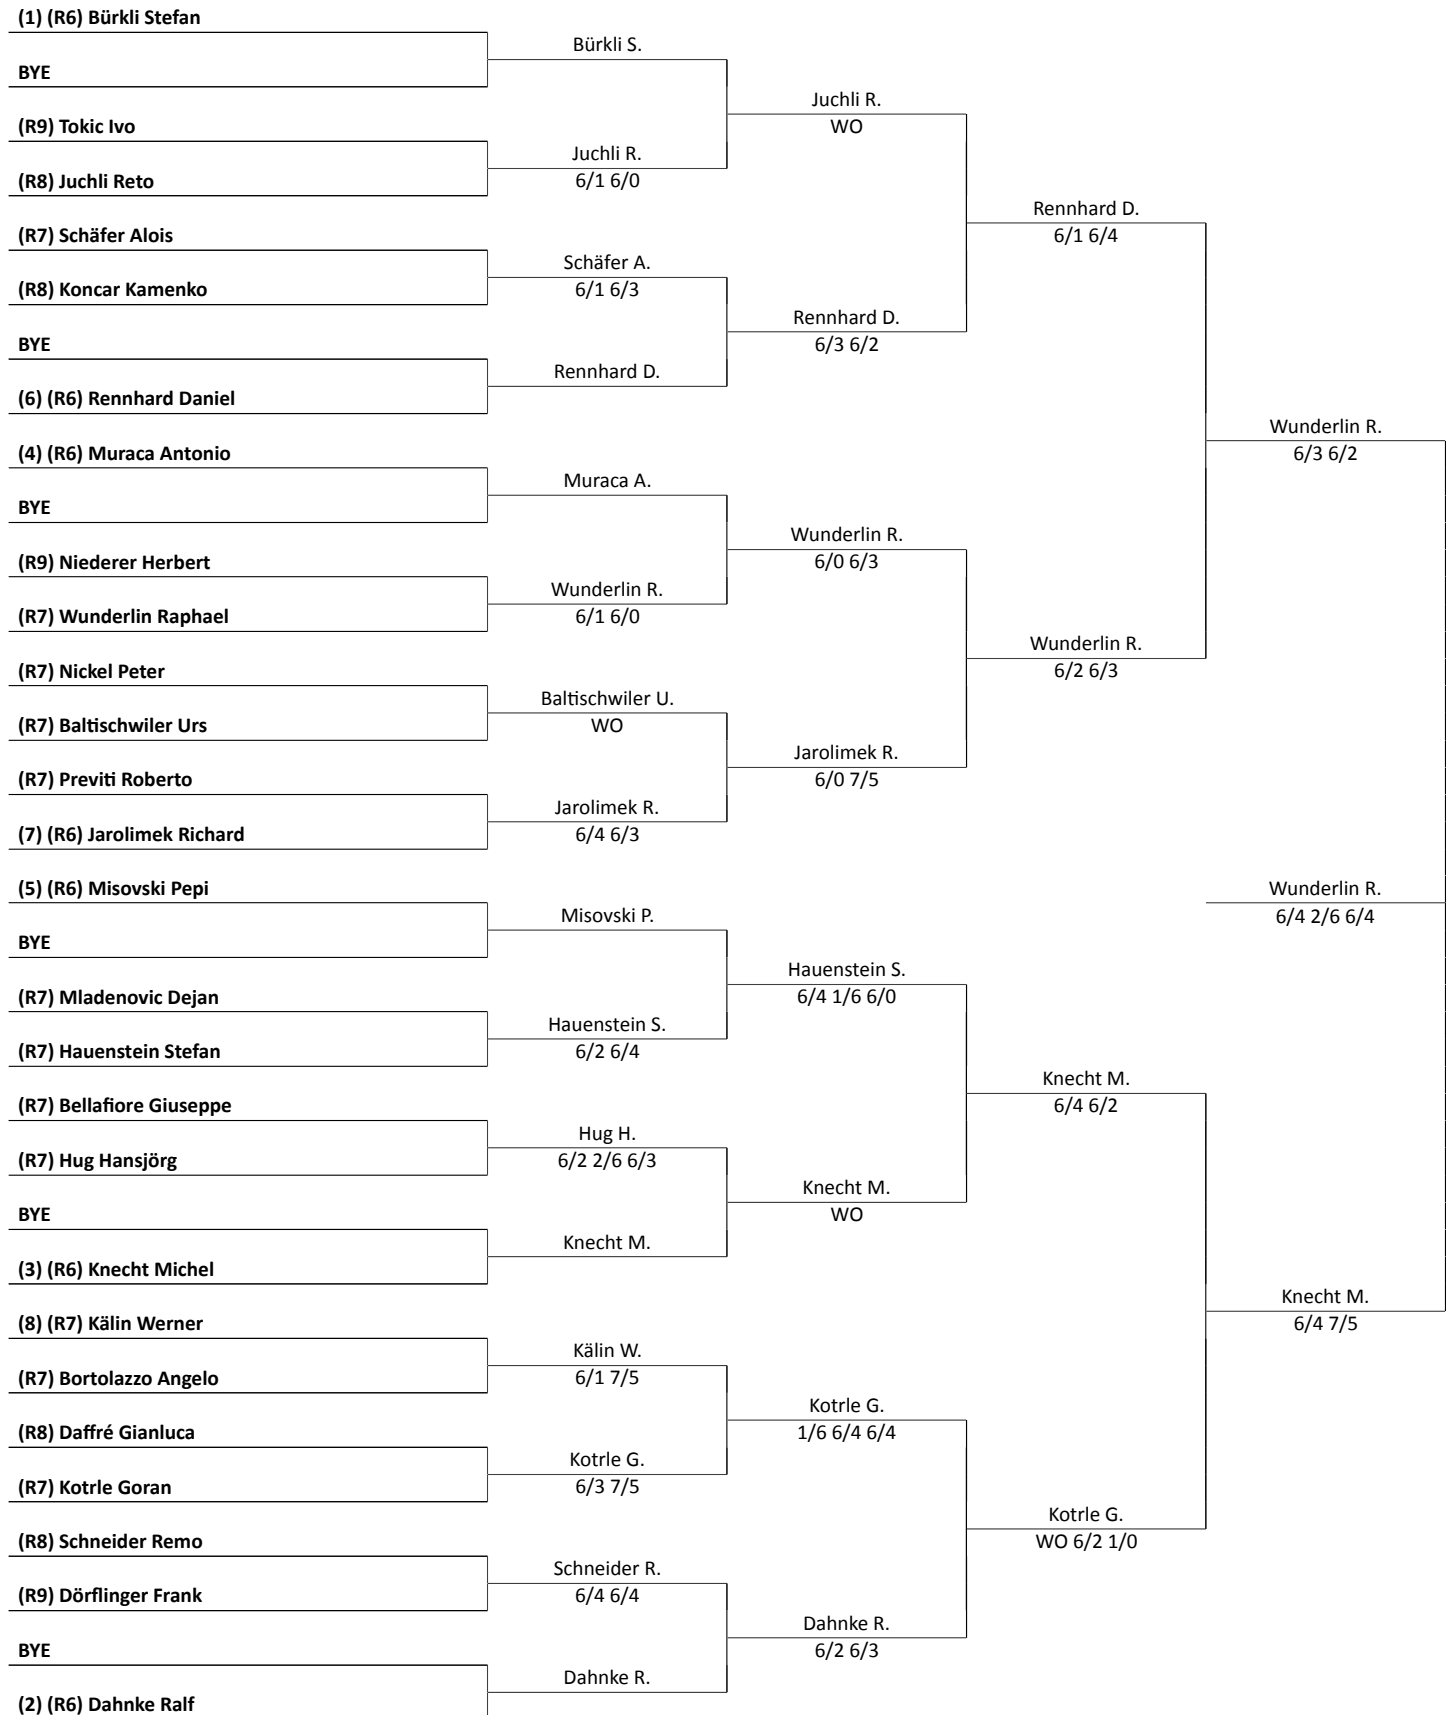 (1) (R6) Bürkli Stefan
Bürkli S.
BYE
Juchli R.
(R9) Tokic Ivo
WO
Juchli R.
(R8) Juchli Reto
6/1 6/0
Rennhard D.
(R7) Schäfer Alois
6/1 6/4
Schäfer A.
(R8) Koncar Kamenko
6/1 6/3
Rennhard D.
BYE
6/3 6/2
Rennhard D.
(6) (R6) Rennhard Daniel
Wunderlin R.
(4) (R6) Muraca Antonio
6/3 6/2
Muraca A.
BYE
Wunderlin R.
(R9) Niederer Herbert
6/0 6/3
Wunderlin R.
(R7) Wunderlin Raphael
6/1 6/0
Wunderlin R.
(R7) Nickel Peter
6/2 6/3
Baltischwiler U.
(R7) Baltischwiler Urs
WO
Jarolimek R.
(R7) Previti Roberto
6/0 7/5
Jarolimek R.
(7) (R6) Jarolimek Richard
6/4 6/3
(5) (R6) Misovski Pepi
Wunderlin R.
Misovski P.
6/4 2/6 6/4
BYE
Hauenstein S.
(R7) Mladenovic Dejan
6/4 1/6 6/0
Hauenstein S.
(R7) Hauenstein Stefan
6/2 6/4
Knecht M.
(R7) Bellafiore Giuseppe
6/4 6/2
Hug H.
(R7) Hug Hansjörg
6/2 2/6 6/3
Knecht M.
BYE
WO
Knecht M.
(3) (R6) Knecht Michel
Knecht M.
(8) (R7) Kälin Werner
6/4 7/5
Kälin W.
(R7) Bortolazzo Angelo
6/1 7/5
Kotrle G.
(R8) Daffré Gianluca
1/6 6/4 6/4
Kotrle G.
(R7) Kotrle Goran
6/3 7/5
Kotrle G.
(R8) Schneider Remo
WO 6/2 1/0
Schneider R.
(R9) Dörflinger Frank
6/4 6/4
Dahnke R.
BYE
6/2 6/3
Dahnke R.
(2) (R6) Dahnke Ralf